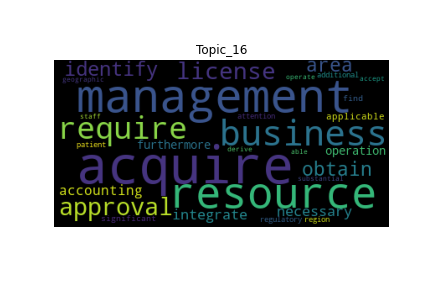 Topic_16
identify license area
geographic operate additional accept
management find
staff attention applicable
require business
furthermore derive able operation
patient
acquire obtain
substantial
accounting resource
approval integrate necessary
significant regulatory region